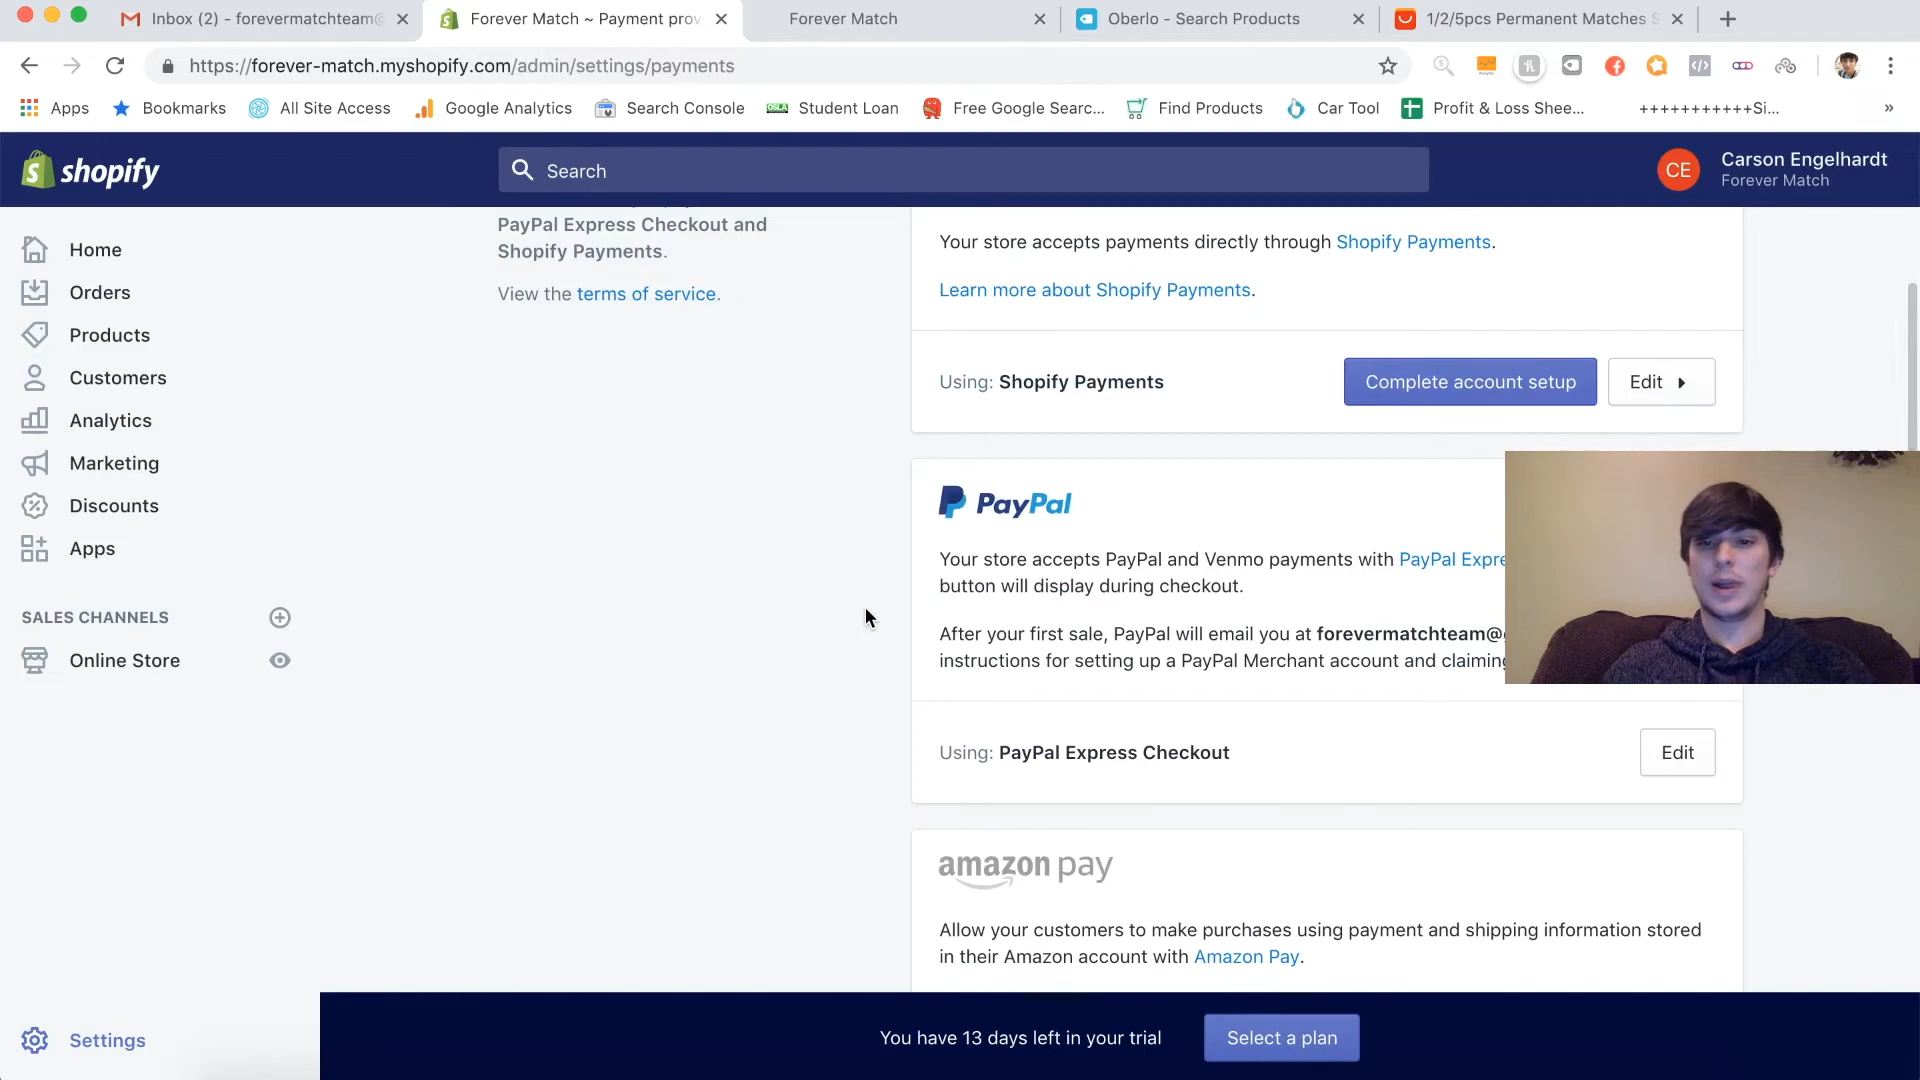 Inbox (2) - forevermatchteam@
Forever Match ~ Payment prov
Forever Match
Oberlo - Search Products
1/2/5pcs Permanent Matches S
https://forever-match.myshopify.com/admin/settings/payments
Apps
Bookmarks
All Site Access
Google Analytics
Search Console
Student Loan
Free Google Searc...
Find Products
Car Tool
Profit & Loss Shee...
+++++++++++Si...
»
shopify
Search
CE
Carson Engelhardt
Forever Match
Home
Orders
Products
Customers
Analytics
Marketing
Discounts
Apps
SALES CHANNELS
Online Store
Settings
PayPal Express Checkout and
Shopify Payments.
View the terms of service.
Your store accepts payments directly through Shopify Payments.
Learn more about Shopify Payments.
Using: Shopify Payments
Complete account setup
Edit
PayPal
Your store accepts PayPal and Venmo payments with PayPal Expre
button will display during checkout.
After your first sale, PayPal will email you at forevermatchteam@
instructions for setting up a PayPal Merchant account and claiming
Using: PayPal Express Checkout
Edit
amazon pay
Allow your customers to make purchases using payment and shipping information stored
in their Amazon account with Amazon Pay.
You have 13 days left in your trial
Select a plan